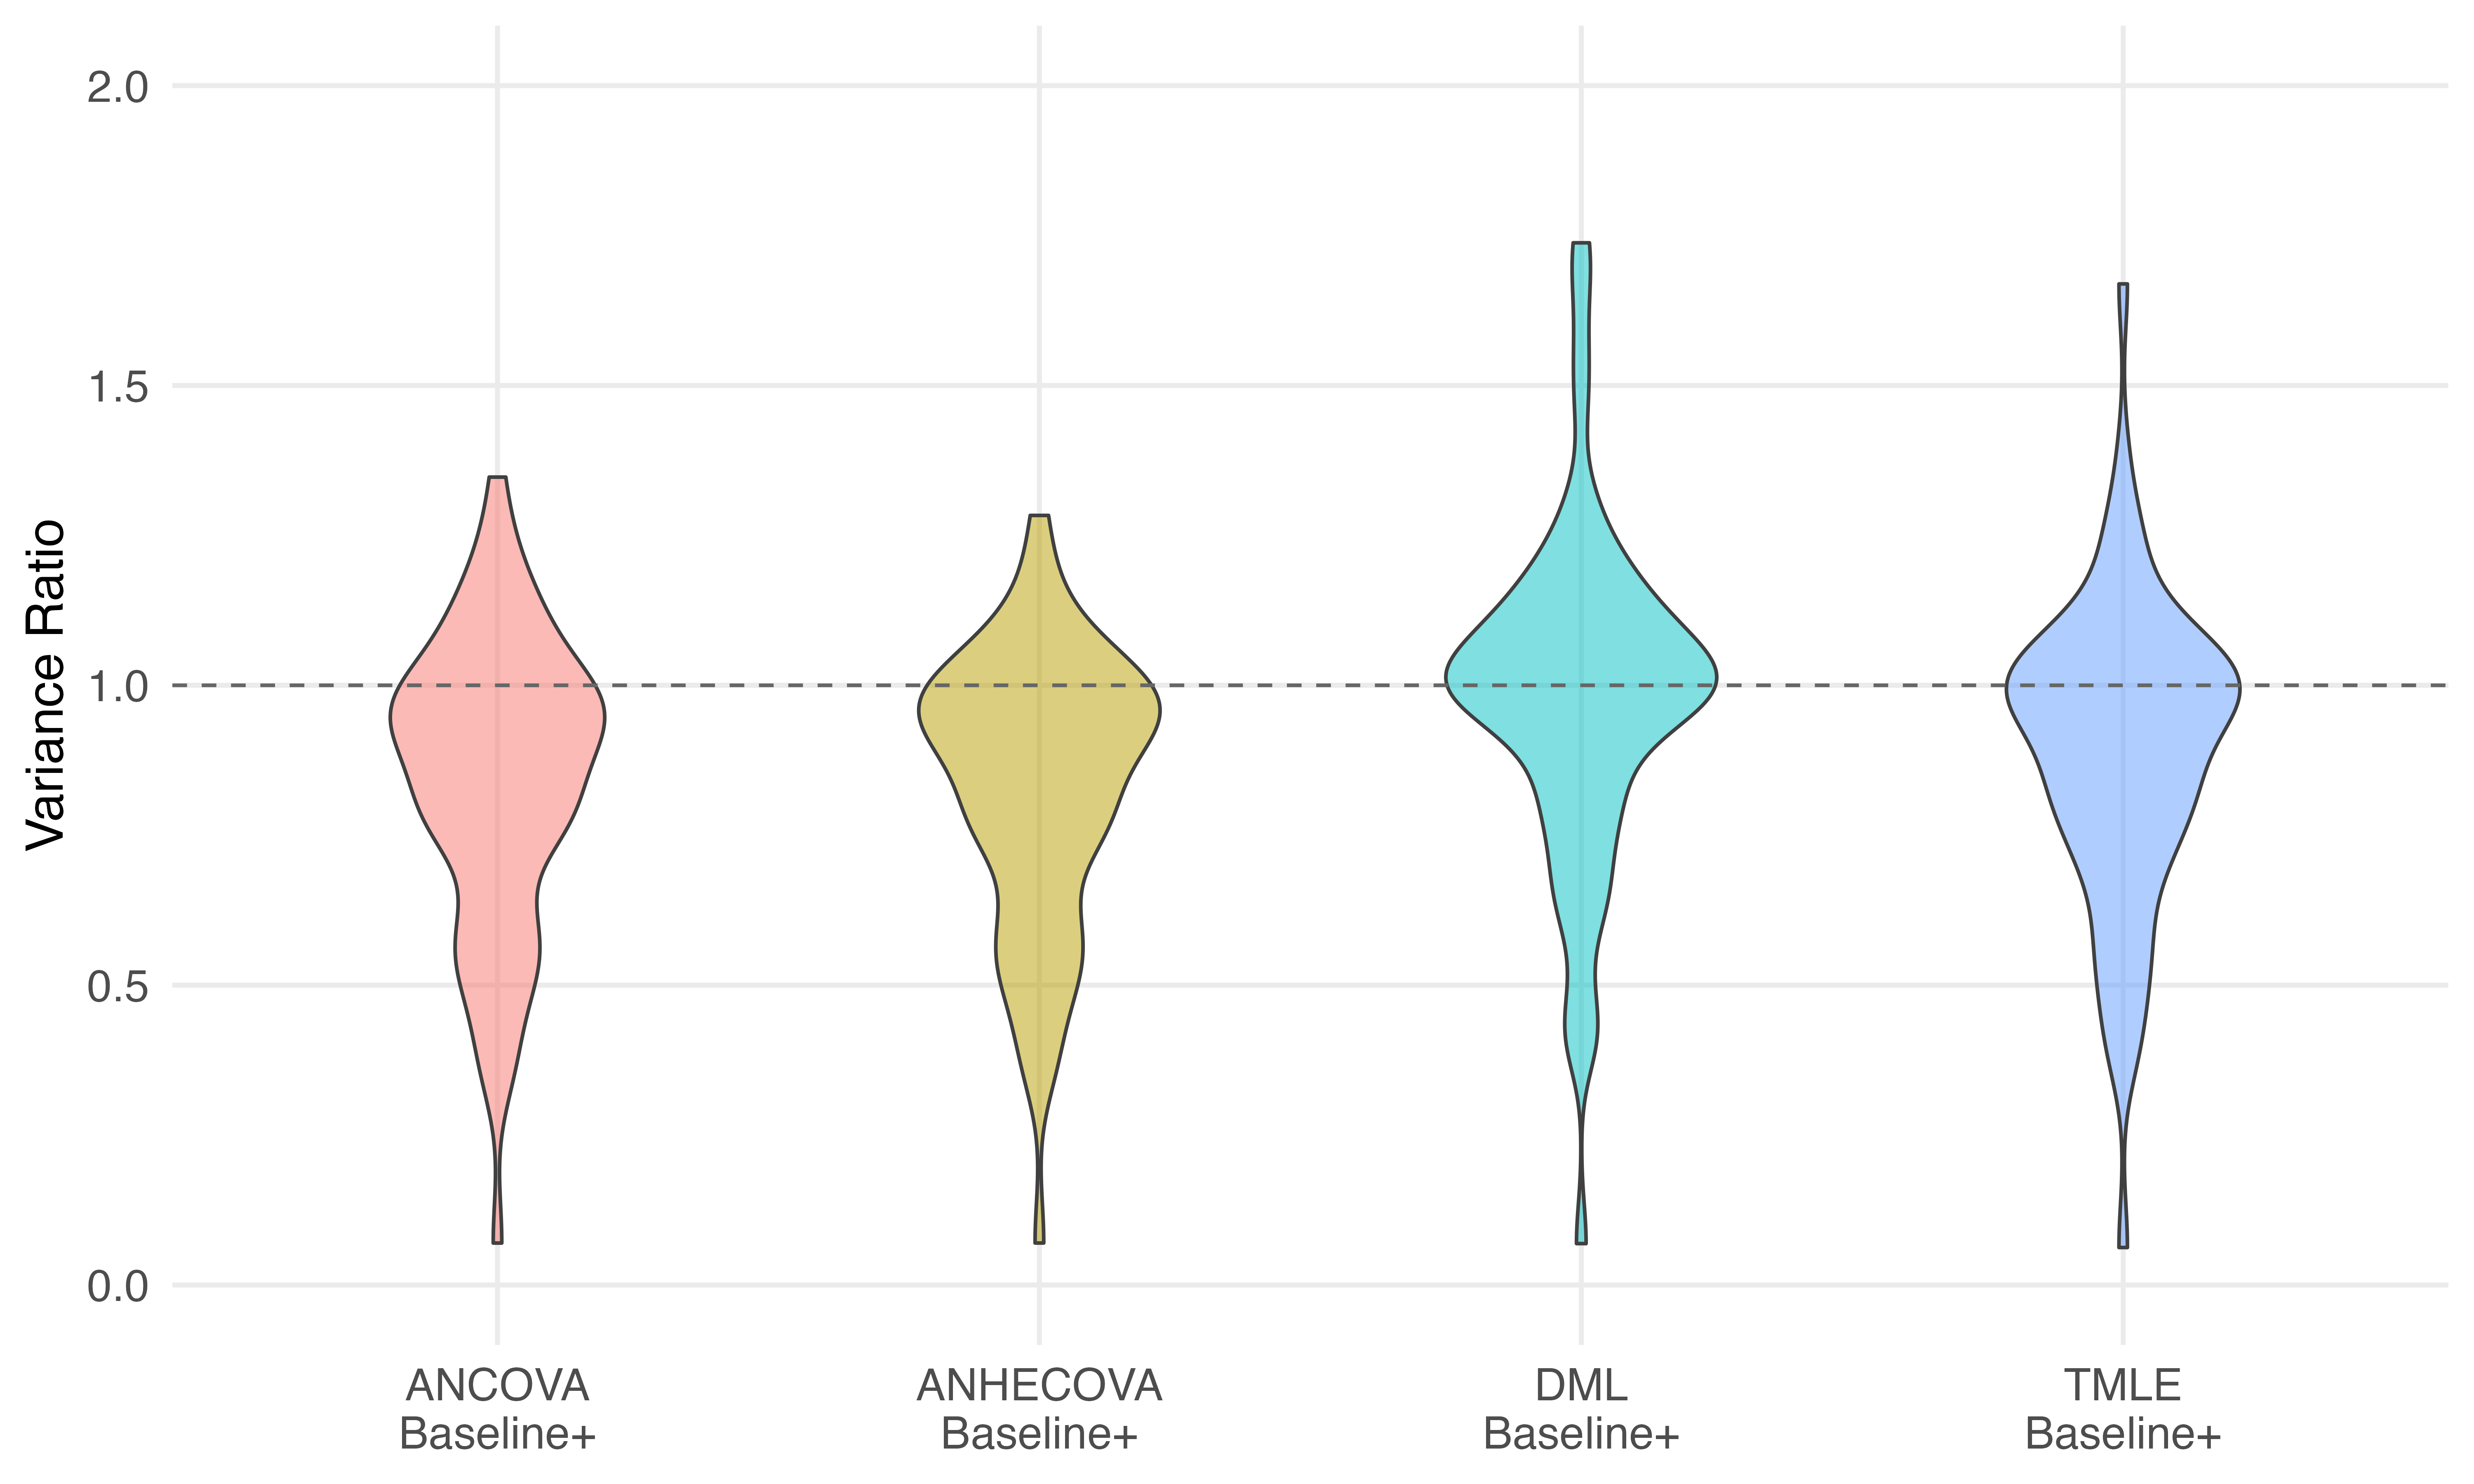 Variance Ratio
2.0
1.5
1.0
0.5
0.0
ANCOVA
Baseline+
ANHECOVA
Baseline+
DML
Baseline+
TMLE
Baseline+